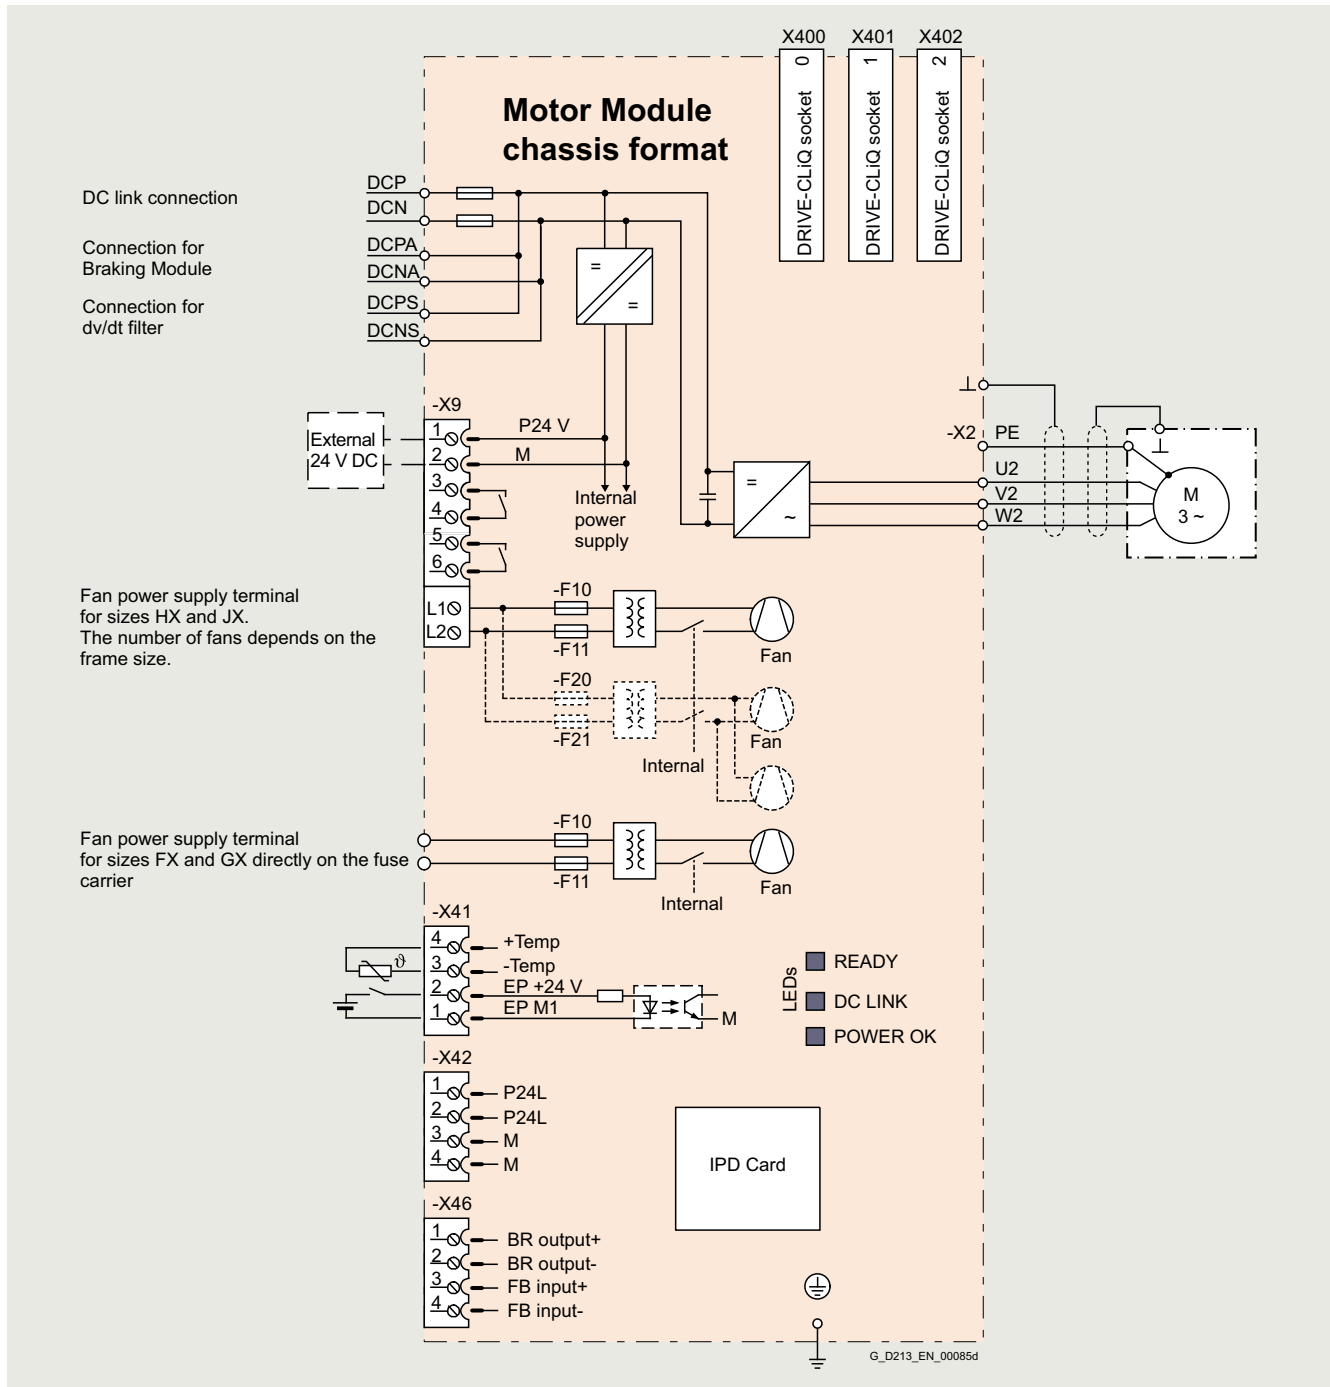 X400 X401 X402
0 1 2
DRIVE-CLiQ socket
DRIVE-CLiQ socket
DRIVE-CLiQ socket
Motor Module
chassis format
DC link connection
DCP
DCN
Connection for
Braking Module
DCPA
DCNA
Connection for
dv/dt filter
DCPS
DCNS
=
=
-X9
External
24 V DC
1
2
3
4
5
6
P24 V
M
Internal
power
supply
=
~
-X2 PE
U2
V2
W2
M
3 ~
Fan power supply terminal
for sizes HX and JX.
The number of fans depends on the
frame size.
L1
L2
-F10
-F11
Fan
-F20
-F21
Fan
Internal
Fan power supply terminal
for sizes FX and GX directly on the fuse
carrier
-F10
-F11
Fan
Internal
-X41
ϑ
4 +Temp
3 -Temp
2 EP +24 V
1 EP M1
M
LEDs
READY
DC LINK
POWER OK
-X42
1 P24L
2 P24L
3 M
4 M
IPD Card
-X46
1 BR output+
2 BR output-
3 FB input+
4 FB input-
G_D213_EN_00085d